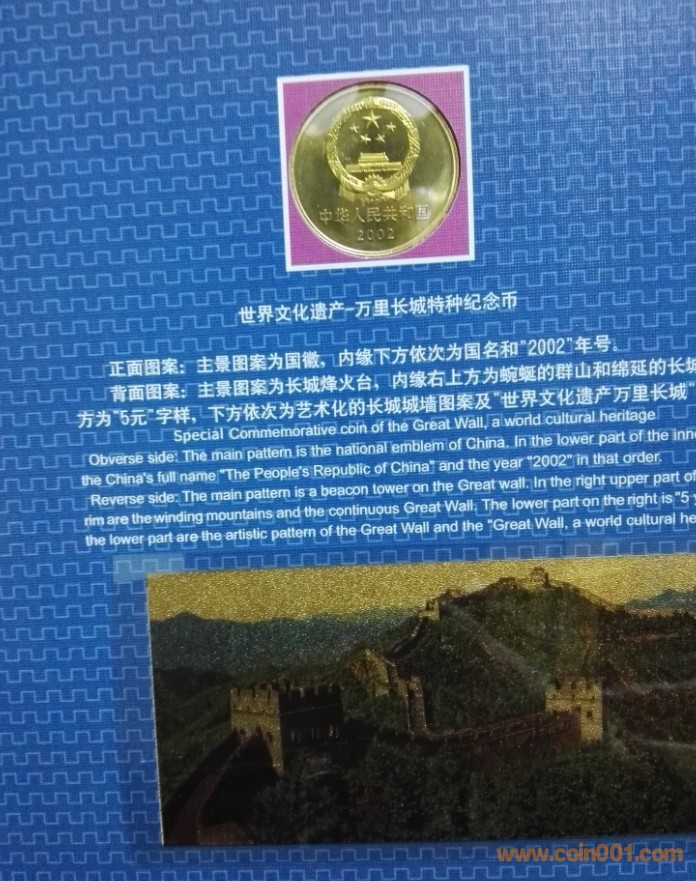 中华人民共和国
2002
世界文化遗产-万里长城特种纪念币
正面图案：主景图案为国徽，内缘下方依次为国名和"2002"年号。
背面图案：主景图案为长城烽火台，内缘右上方为蜿蜒的群山和绵延的长城
方为"5元"字样，下方依次为艺术化的长城城墙图案及"世界文化遗产万里长城"
Special Commemorative coin of the Great Wall, a world cultural heritage
Obverse side: The main pattern is the national emblem of China. In the lower part of the inne
the China's full name "The People's Republic of China" and the year "2002" in that order.
Reverse side: The main pattern is a beacon tower on the Great wall. In the right upper part of
rim are the winding mountains and the continuous Great Wall. The lower part on the right is "5
the lower part are the artistic pattern of the Great Wall and the "Great Wall, a world cultural he
www.coin001.com